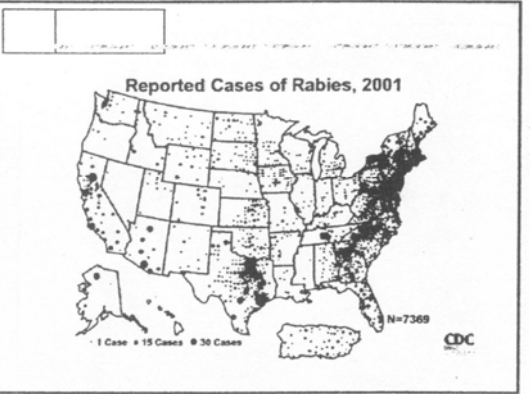 Reported Cases of Rabies, 2001
N=7369
1 Case 15 Cases 30 Cases
CDC